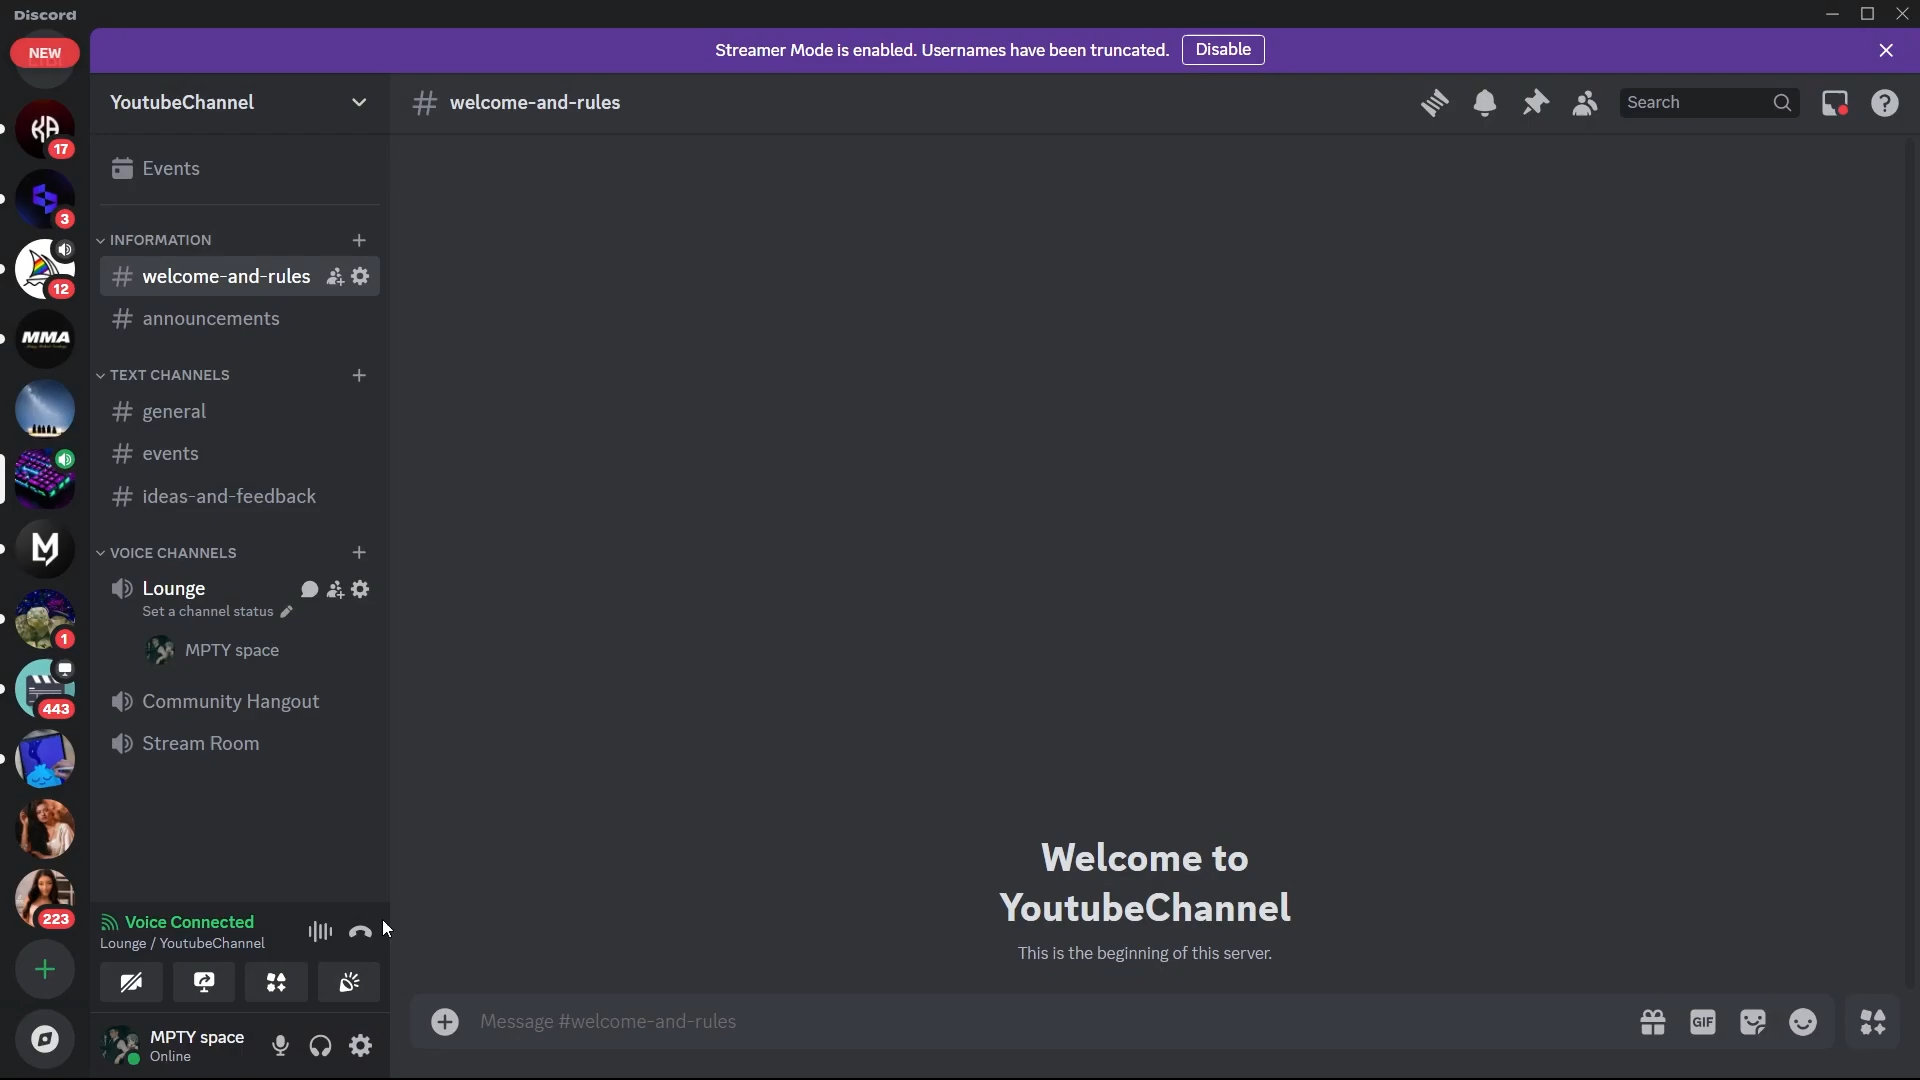 Discord
NEW
Streamer Mode is enabled. Usernames have been truncated. Disable
YoutubeChannel
welcome-and-rules
Search
Events
INFORMATION
welcome-and-rules
announcements
TEXT CHANNELS
general
events
ideas-and-feedback
VOICE CHANNELS
Lounge
Set a channel status
MPTY space
Community Hangout
Stream Room
KA
17
3
12
MMA
M
1
443
223
Voice Connected
Lounge / YoutubeChannel
MPTY space
Online
Welcome to
YoutubeChannel
This is the beginning of this server.
Message #welcome-and-rules
GIF